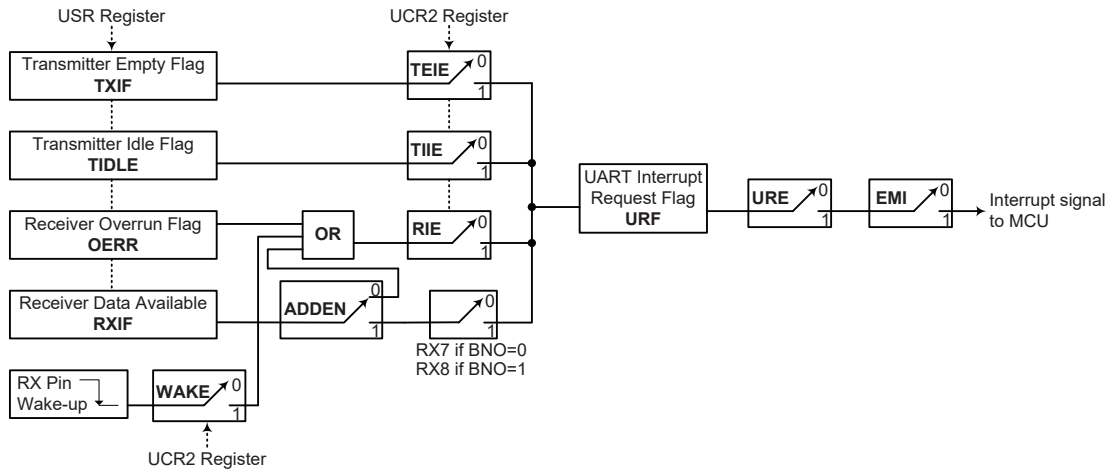 USR Register
UCR2 Register
Transmitter Empty Flag
TXIF
TEIE
0
1
Transmitter Idle Flag
TIDLE
TIIE
0
1
UART Interrupt
Request Flag
URF
URE
0
1
EMI
0
1
Interrupt signal
to MCU
Receiver Overrun Flag
OERR
OR
RIE
0
1
Receiver Data Available
RXIF
ADDEN
0
1
0
1
RX7 if BNO=0
RX8 if BNO=1
RX Pin
Wake-up
WAKE
0
1
UCR2 Register